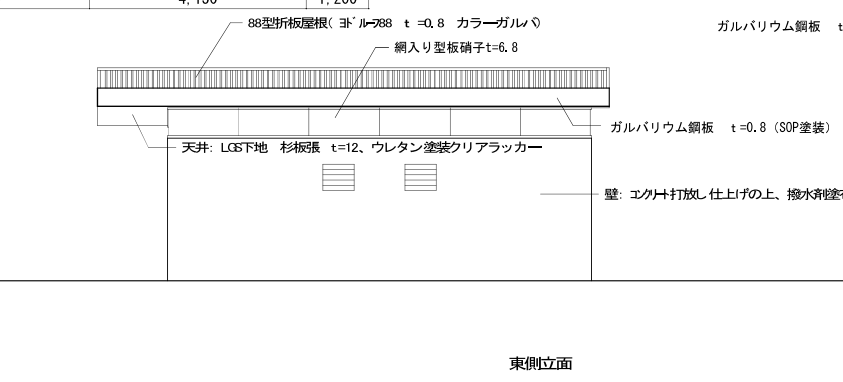 4,150 1,200
88型折板屋根(ﾖﾄﾞﾙｰﾌ88 t=0.8 カラーガルバ)
ガルバリウム鋼板 t
網入り型板硝子t=6.8
ガルバリウム鋼板 t=0.8 (SOP塗装)
天井: LGS下地 杉板張 t=12、ウレタン塗装クリアラッカー
壁: ｺﾝｸﾘｰﾄ打放し仕上げの上、撥水剤塗布
東側立面